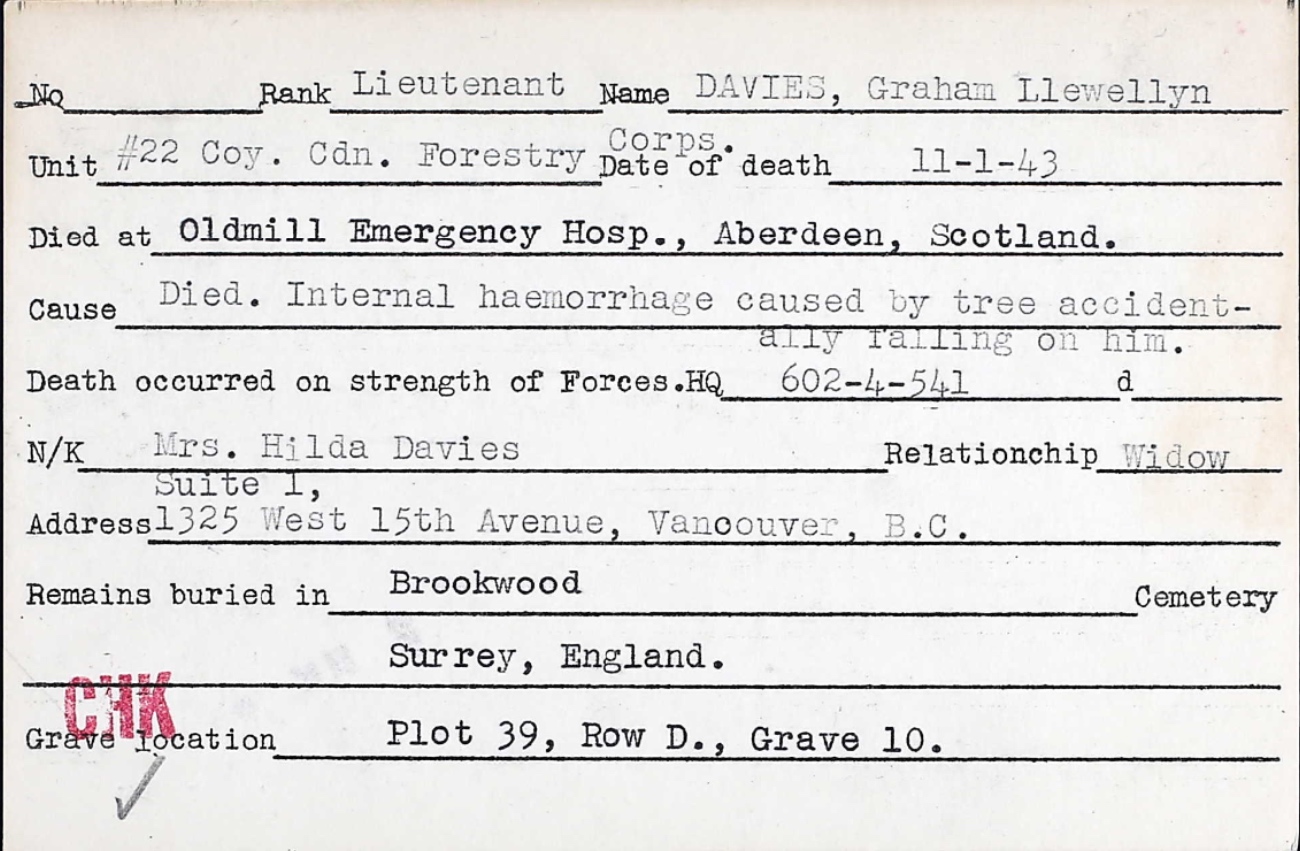 No Rank Lieutenant Name DAVIES, Graham Llewellyn
Unit #22 Coy. Cdn. Forestry Corps. Date of death 11-1-43
Died at Oldmill Emergency Hosp., Aberdeen, Scotland.
Cause Died. Internal haemorrhage caused by tree accident-
ally falling on him.
Death occurred on strength of Forces.HQ 602-4-541 d
N/K Mrs. Hilda Davies Relationchip Widow
Suite 1,
Address 1325 West 15th Avenue, Vancouver, B.C.
Remains buried in Brookwood Cemetery
Surrey, England.
CHK
Grave location Plot 39, Row D., Grave 10.